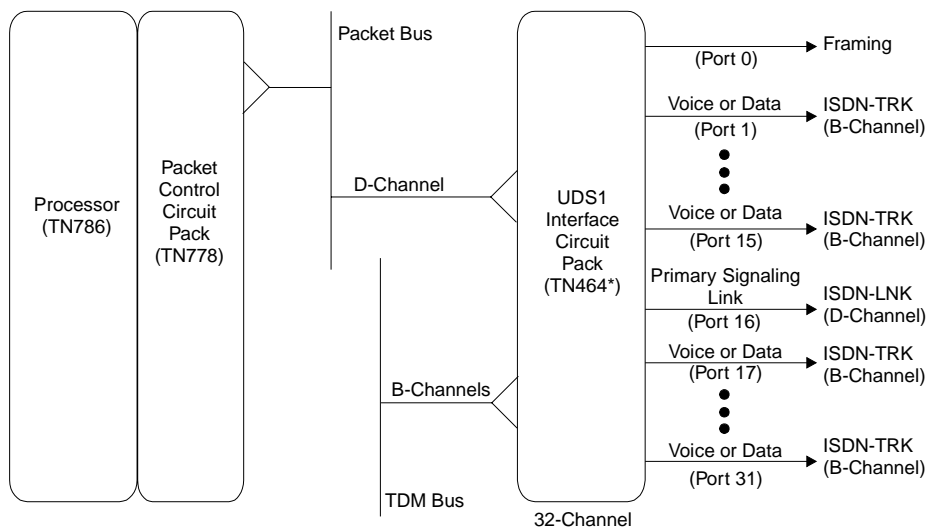 Processor
(TN786)
Packet
Control
Circuit
Pack
(TN778)
Packet Bus
D-Channel
B-Channels
TDM Bus
UDS1
Interface
Circuit
Pack
(TN464*)
32-Channel
(Port 0)
Framing
Voice or Data
(Port 1)
ISDN-TRK
(B-Channel)
Voice or Data
(Port 15)
ISDN-TRK
(B-Channel)
Primary Signaling
Link
(Port 16)
ISDN-LNK
(D-Channel)
Voice or Data
(Port 17)
ISDN-TRK
(B-Channel)
Voice or Data
(Port 31)
ISDN-TRK
(B-Channel)